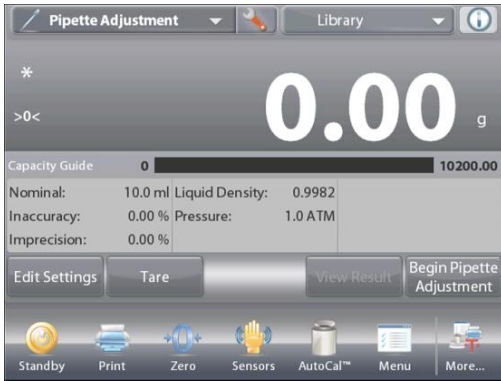 Pipette Adjustment Library
*
>0<
0.00 g
Capacity Guide 0 10200.00
Nominal: 10.0 ml Liquid Density: 0.9982
Inaccuracy: 0.00 % Pressure: 1.0 ATM
Imprecision: 0.00 %
Edit Settings Tare View Result Begin Pipette Adjustment
Standby Print Zero Sensors AutoCal™ Menu More...